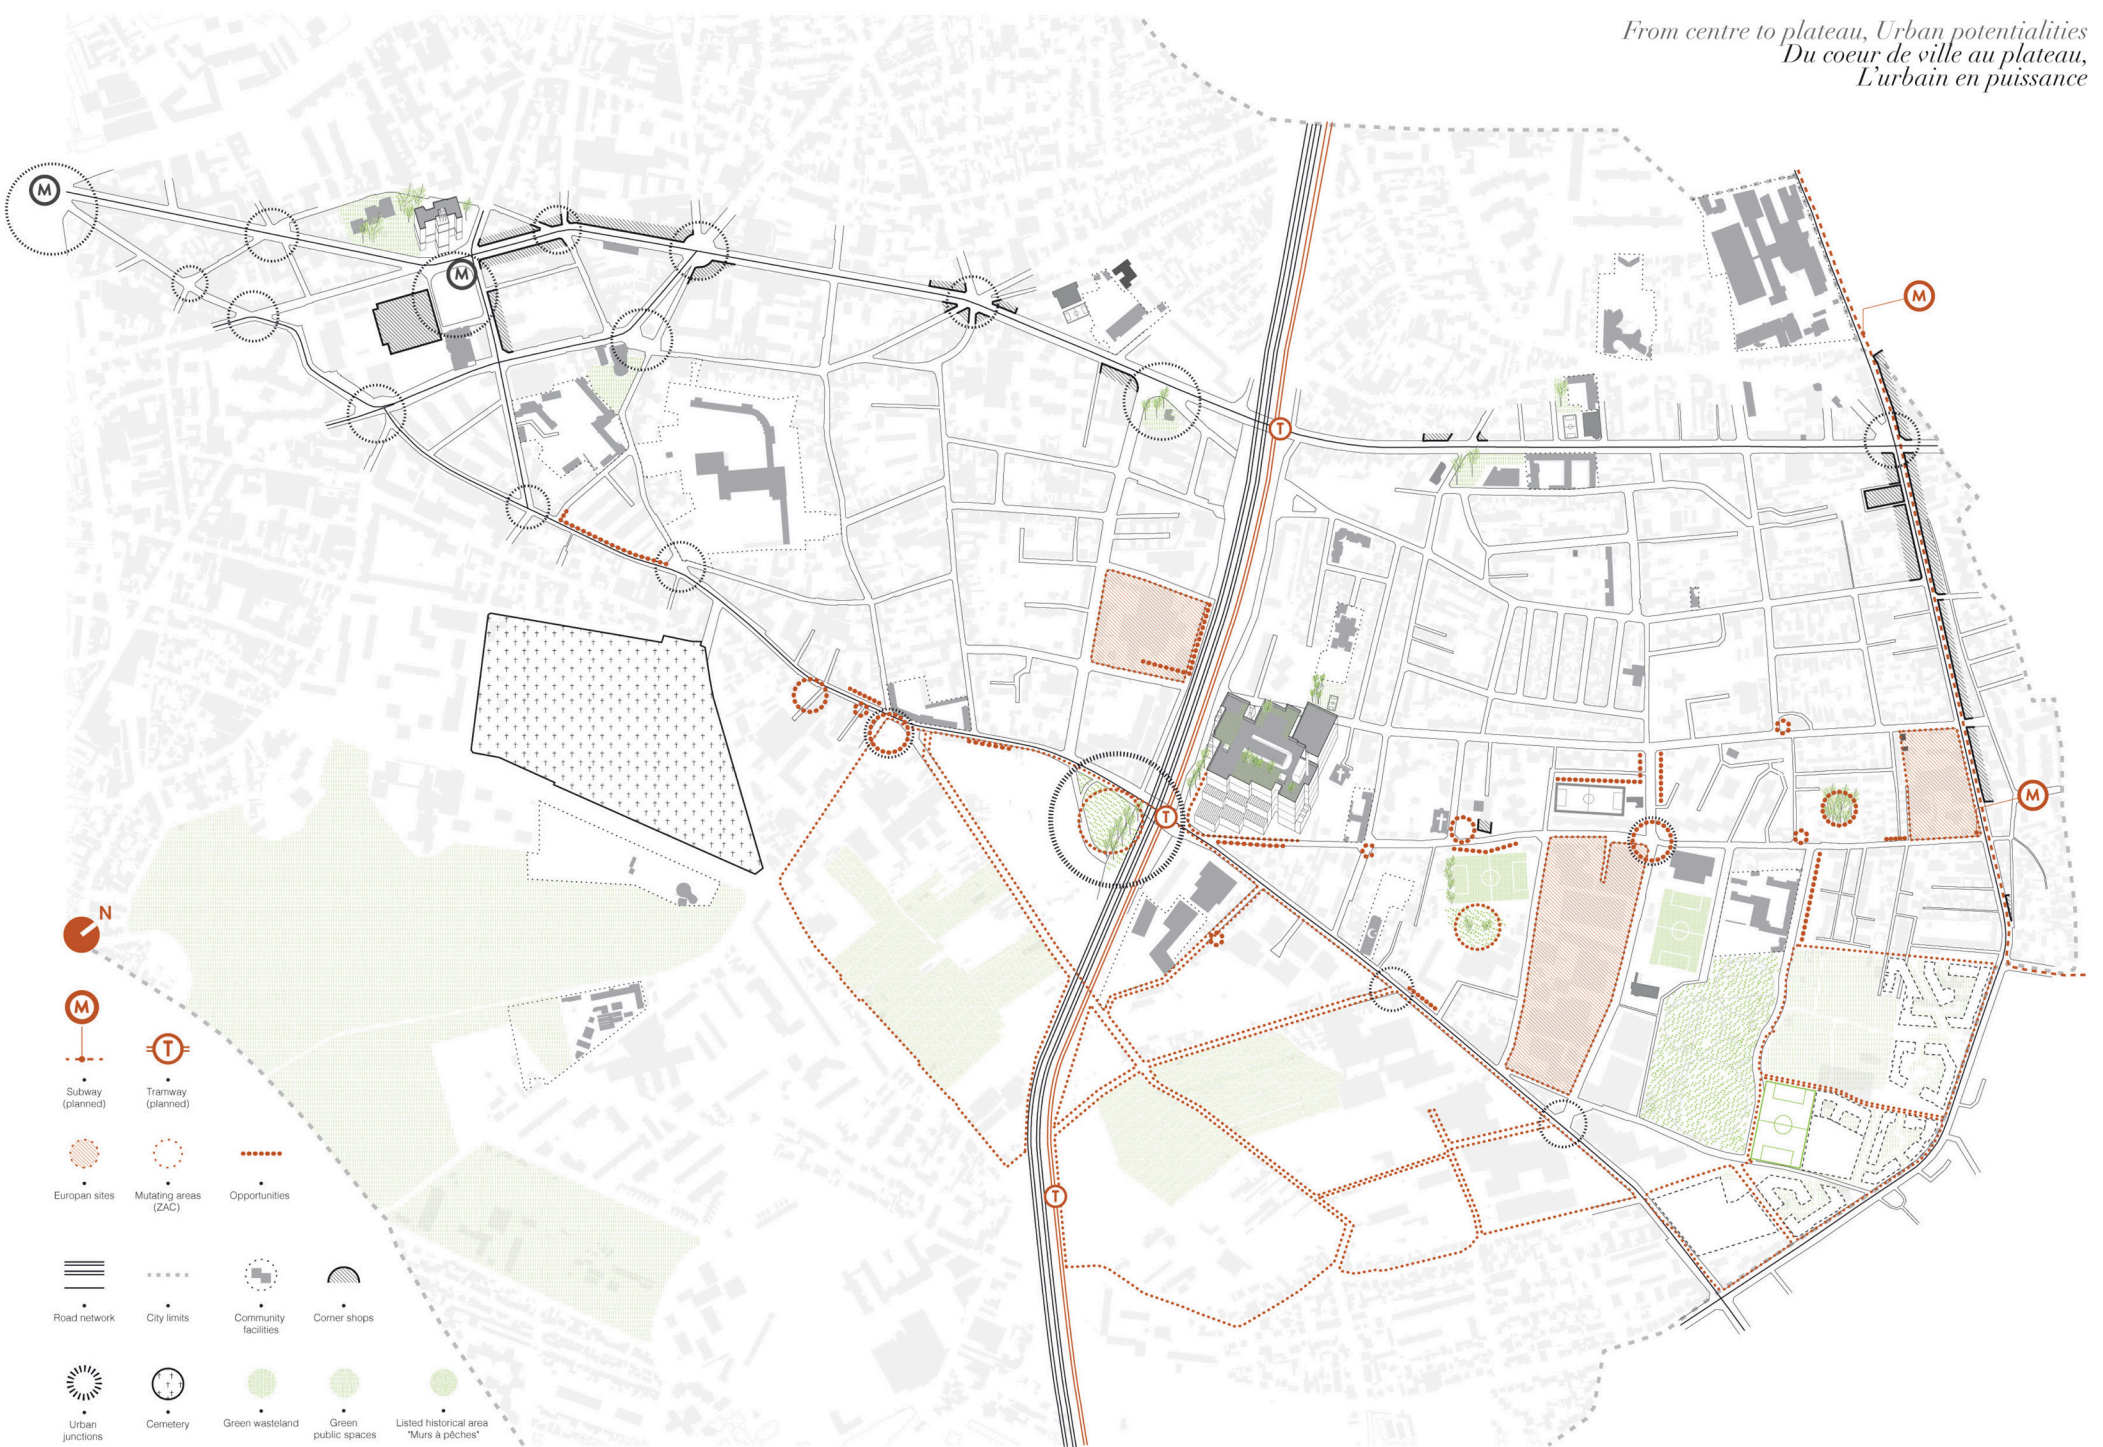 From centre to plateau, Urban potentialities
Du coeur de ville au plateau,
L'urbain en puissance
M
M
M
T
M
T
T
N
M
T
Subway
(planned)
Tramway
(planned)
Europan sites
Mutating areas
(ZAC)
Opportunities
Road network
City limits
Community
facilities
Corner shops
Urban
junctions
Cemetery
Green wasteland
Green
public spaces
Listed historical area
"Murs à pêches"